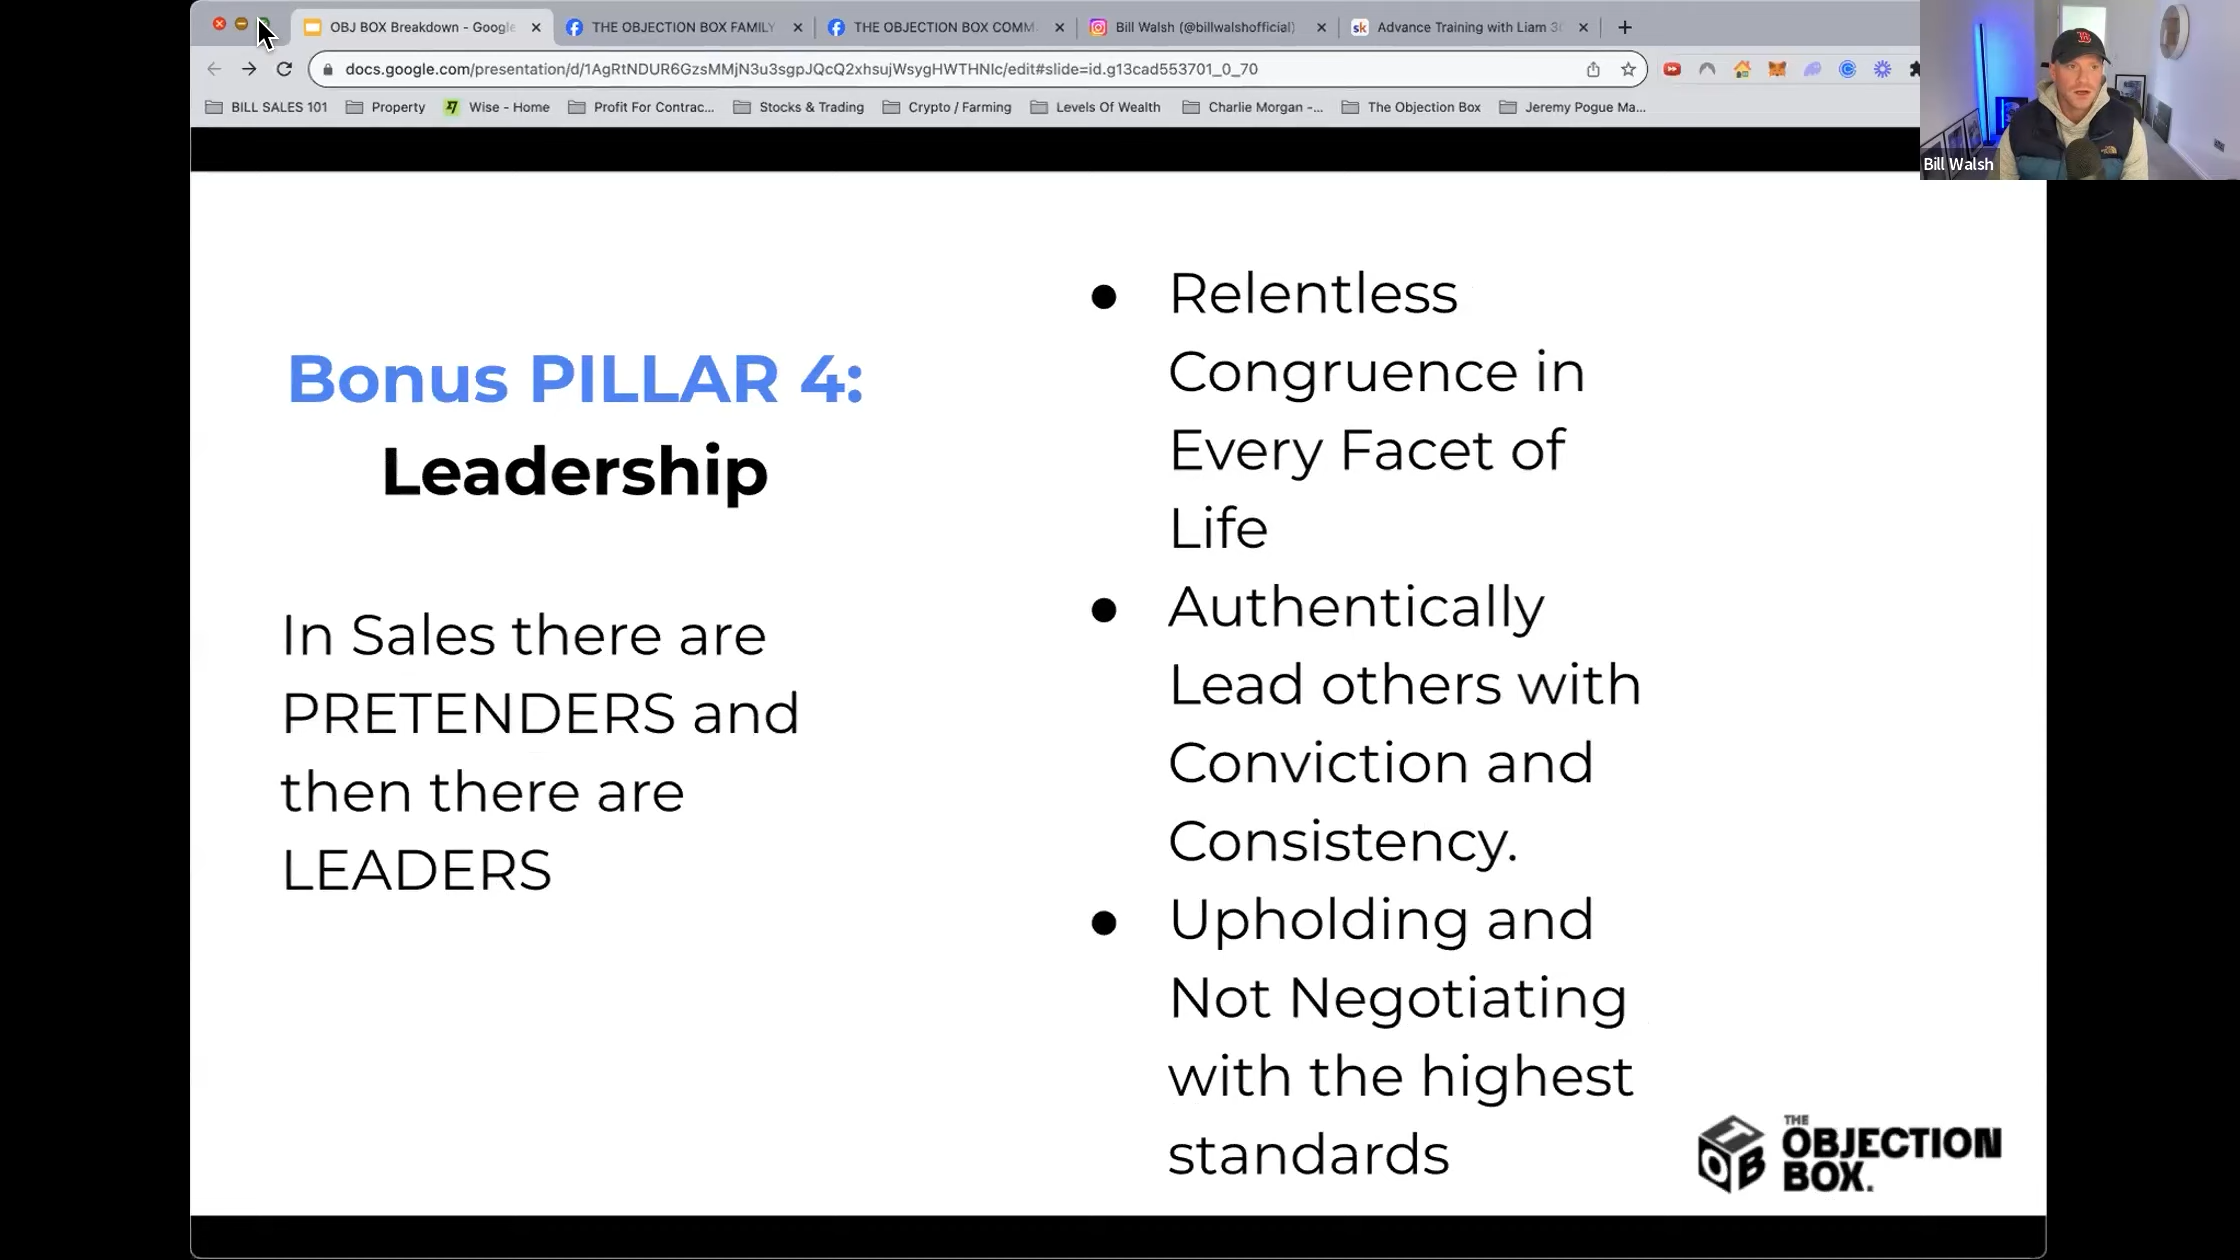 OBJ BOX Breakdown - Google
THE OBJECTION BOX FAMILY
THE OBJECTION BOX COMM
Bill Walsh (@billwalshofficial)
sk
Advance Training with Liam 30
docs.google.com/presentation/d/1AgRtNDUR6GzsMMjN3u3sgpJQcQ2xhsujWsygHWTHNIc/edit#slide=id.g13cad553701_0_70
BILL SALES 101
Property
Wise - Home
Profit For Contrac...
Stocks & Trading
Crypto / Farming
Levels Of Wealth
Charlie Morgan -...
The Objection Box
Jeremy Pogue Ma...
Bill Walsh
Bonus PILLAR 4:
Leadership
In Sales there are
PRETENDERS and
then there are
LEADERS
● Relentless
Congruence in
Every Facet of
Life
● Authentically
Lead others with
Conviction and
Consistency.
● Upholding and
Not Negotiating
with the highest
standards
TOB
THE
OBJECTION
BOX.